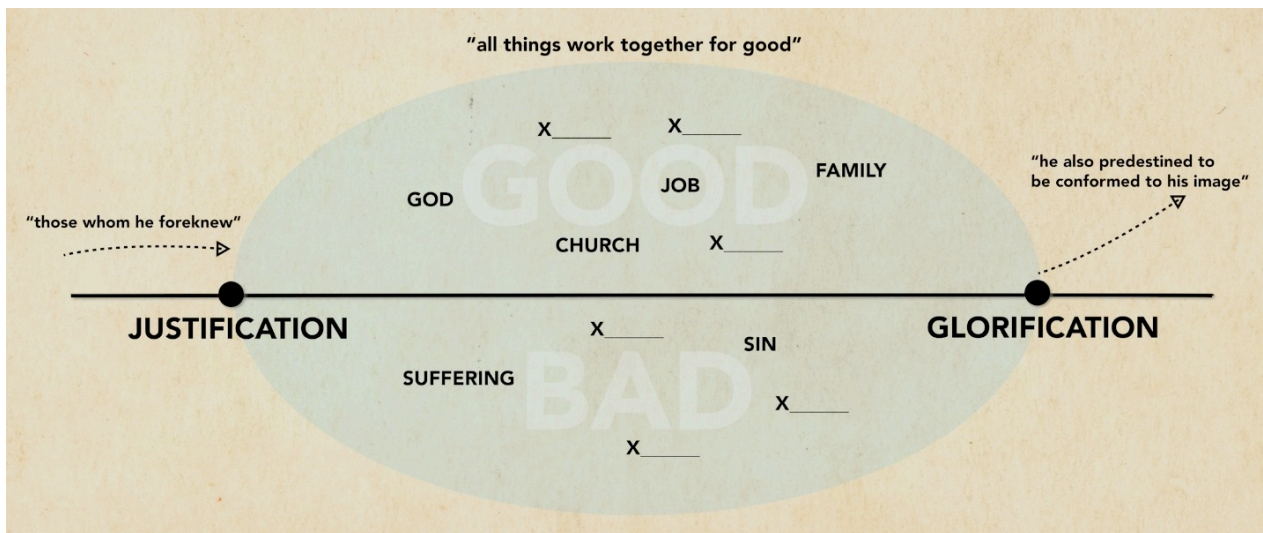 “all things work together for good”
X______
X______
GOOD
FAMILY
“he also predestined to
be conformed to his image”
JOB
GOD
“those whom he foreknew”
CHURCH
X______
JUSTIFICATION
GLORIFICATION
X______
SIN
SUFFERING
BAD
X______
X______